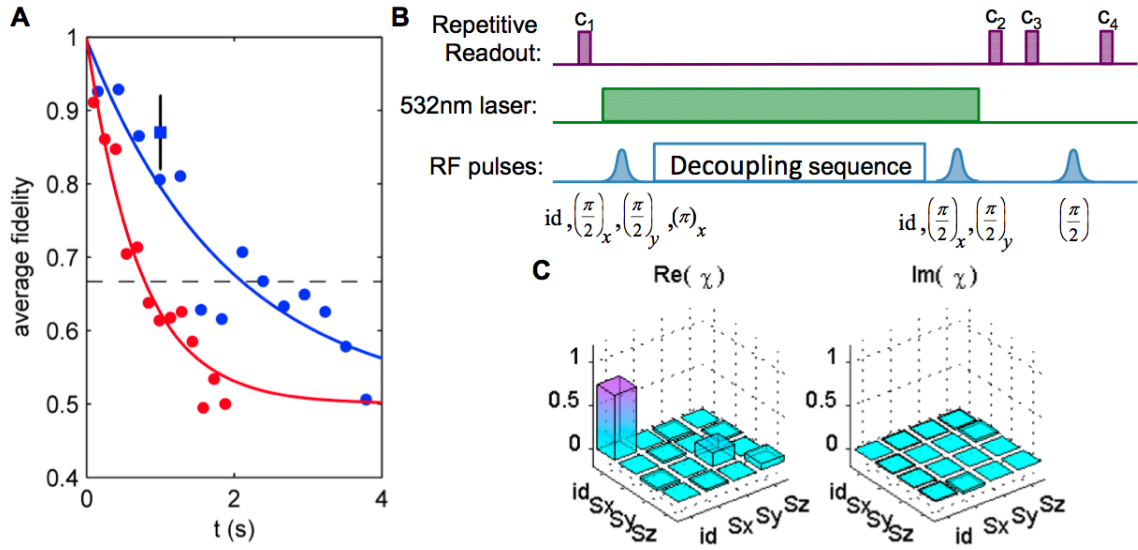 A
average fidelity
1
0.9
0.8
0.7
0.6
0.5
0.4
0
2
4
t (s)
B
Repetitive
Readout:
c1
c2
c3
c4
532nm laser:
RF pulses:
Decoupling sequence
id ,(π/2)x ,(π/2)y ,(π)x
id ,(π/2)x ,(π/2)y
(π/2)
C
Re( χ )
1
0.5
0
id
Sx
Sy
Sz
id
Sx
Sy
Sz
Im( χ )
1
0.5
0
id
Sx
Sy
Sz
id
Sx
Sy
Sz